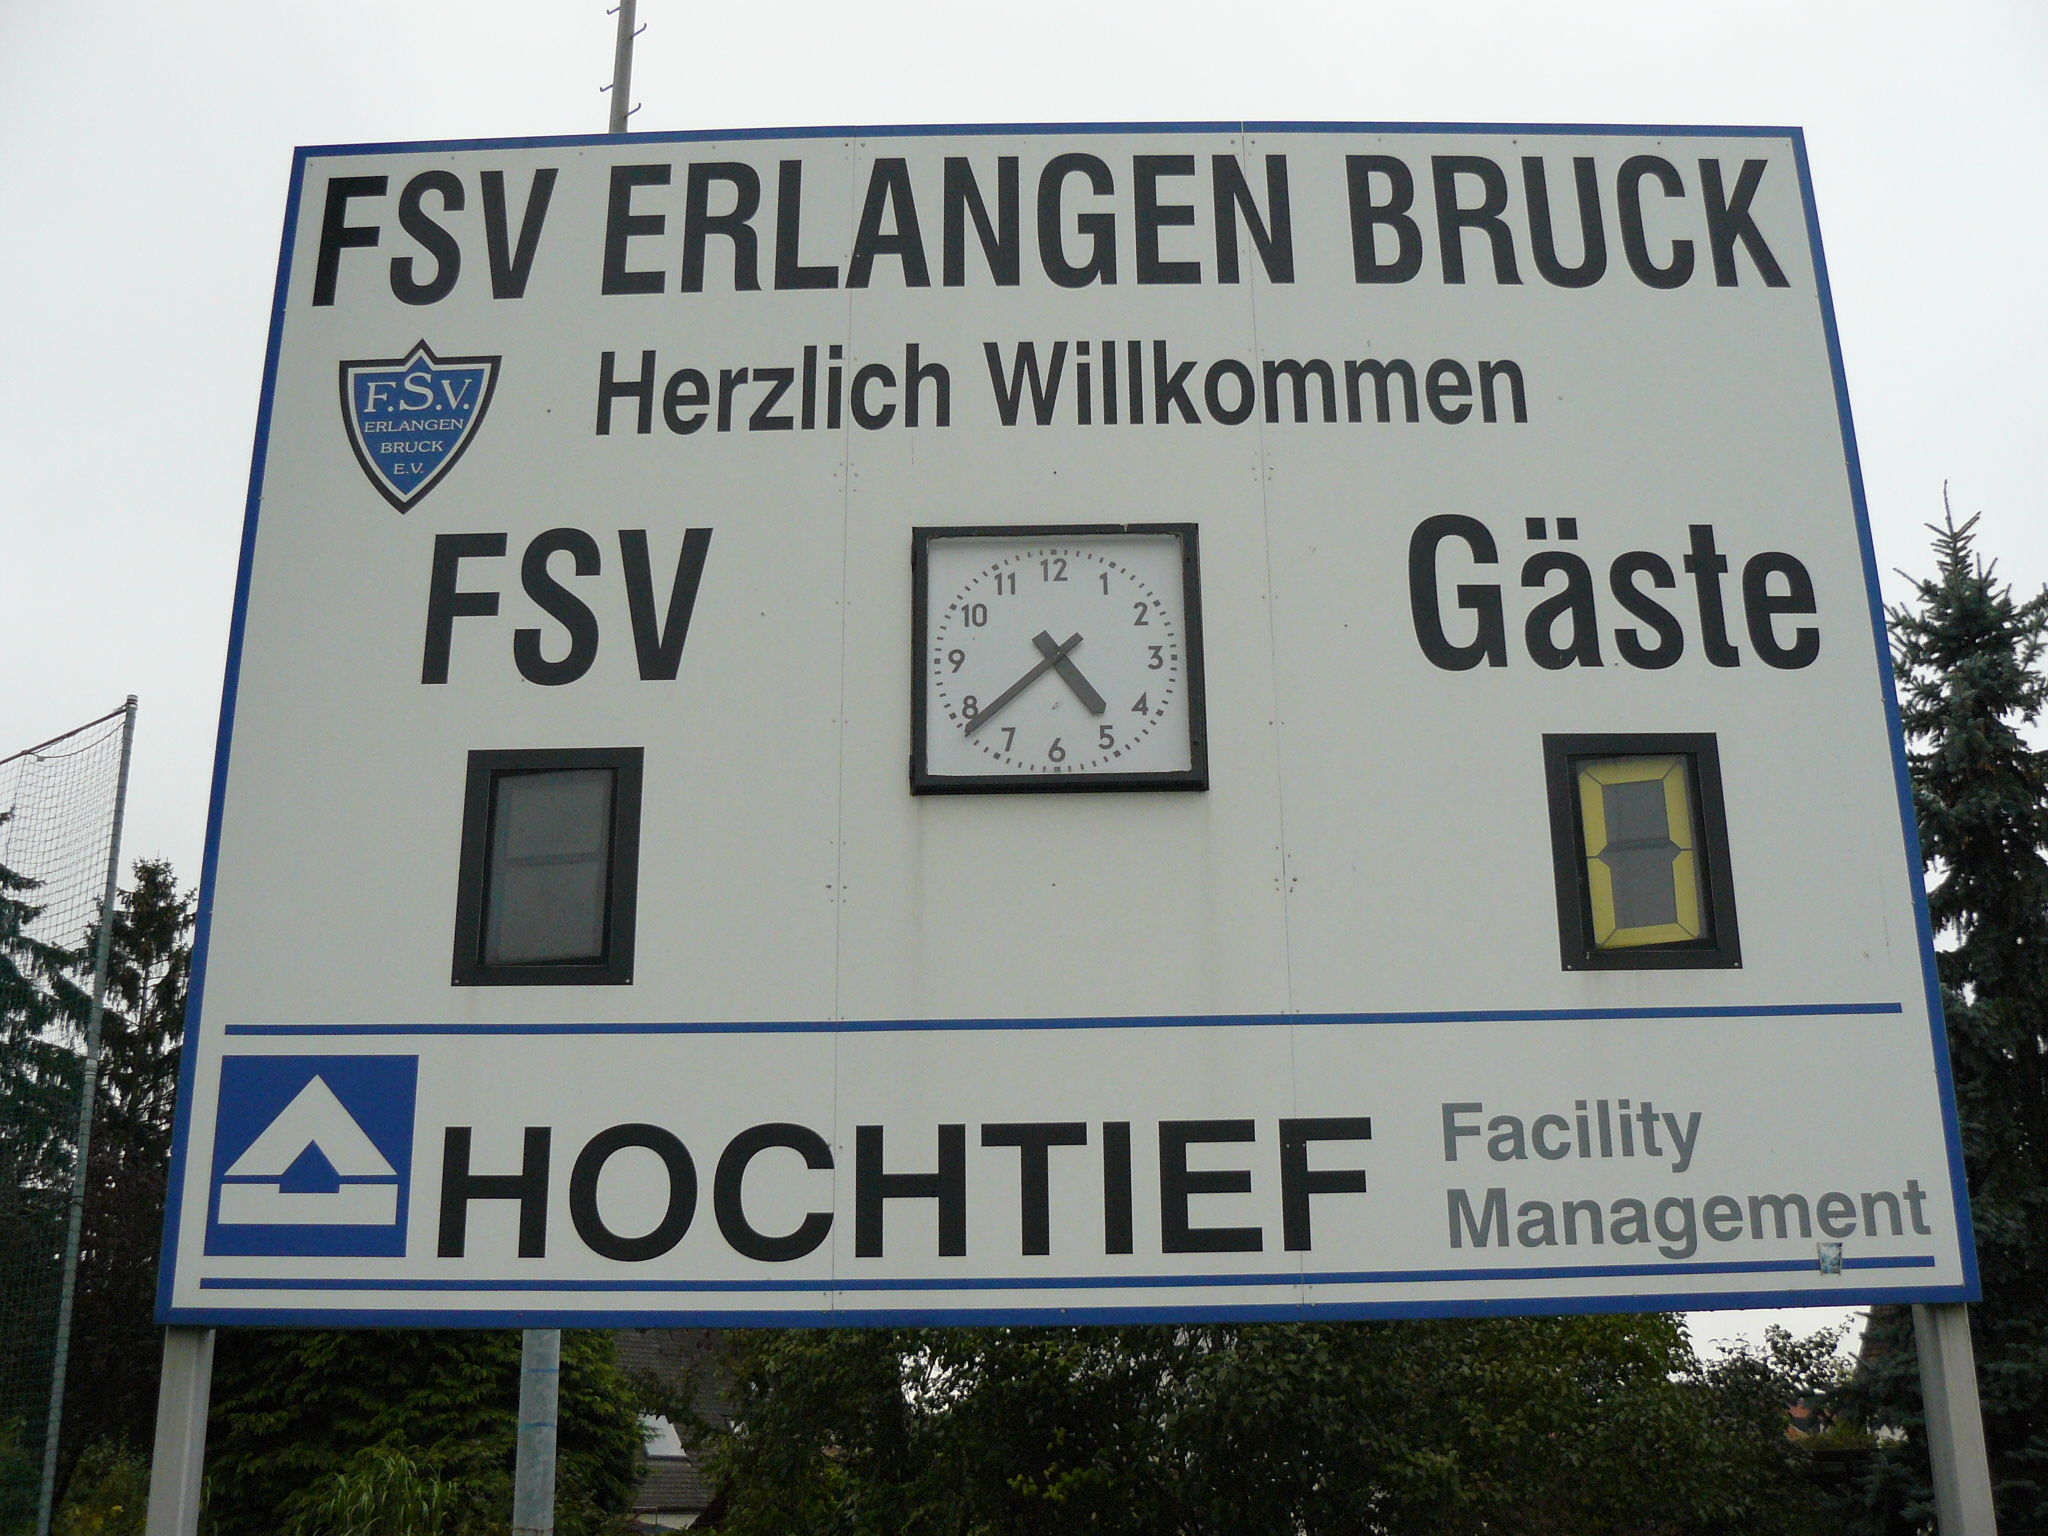 FSV ERLANGEN BRUCK
F.S.V.
ERLANGEN
BRUCK
E.V.
Herzlich Willkommen
FSV
Gäste
12
1
2
3
4
5
6
7
8
9
10
11
0
HOCHTIEF
Facility
Management